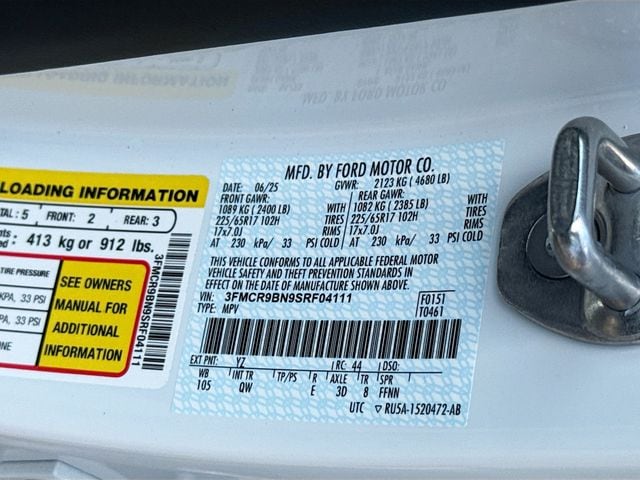 LOADING INFORMATION
TAL: 5 FRONT: 2 REAR: 3
413 kg or 912 lbs.
TIRE PRESSURE
KPA, 33 PSI
KPA, 33 PSI
ONE
SEE OWNERS
MANUAL FOR
ADDITIONAL
INFORMATION
3FMCR9BN9SRF04111
MFD. BY FORD MOTOR CO.
DATE: 06/25 GVWR: 2123 KG ( 4680 LB)
FRONT GAWR: REAR GAWR:
1089 KG ( 2400 LB) WITH 1082 KG ( 2385 LB) WITH
225/65R17 102H TIRES 225/65R17 102H TIRES
17x7.0J RIMS 17x7.0J RIMS
AT 230 kPa/ 33 PSI COLD AT 230 kPa/ 33 PSI COLD
THIS VEHICLE CONFORMS TO ALL APPLICABLE FEDERAL MOTOR
VEHICLE SAFETY AND THEFT PREVENTION STANDARDS IN
EFFECT ON THE DATE OF MANUFACTURE SHOWN ABOVE.
VIN: 3FMCR9BN9SRF04111 F0151
TYPE: MPV T0461
EXT PNT: YZ RC: 44 DSO:
WB INT TR TP/PS R AXLE TR SPR
105 QW E 3D 8 FFNN
UTC ▽ RU5A-1520472-AB